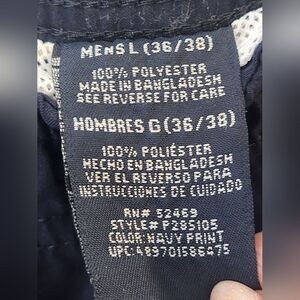 MENS L (36/38)
100% POLYESTER
MADE IN BANGLADESH
SEE REVERSE FOR CARE
HOMBRES G (36/38)
100% POLIÉSTER
HECHO EN BANGLADESH
VER EL REVERSO PARA
INSTRUCCIONES DE CUIDADO
RN# 52469
STYLE# P285105
COLOR: NAVY PRINT
UPC: 489701586475